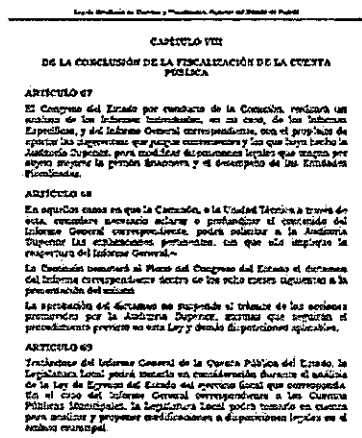 Ley de Rendición de Cuentas y Fiscalización Superior del Estado de Puebla
CAPÍTULO VIII
DE LA CONCLUSIÓN DE LA FISCALIZACIÓN DE LA CUENTA
PÚBLICA
ARTÍCULO 67
El Congreso del Estado por conducto de la Comisión, realizará un
análisis de los Informes Individuales, en su caso, de los Informes
Específicos, y del Informe General correspondiente, con el propósito de
aportar las sugerencias que juzgue convenientes y las que haya hecho la
Auditoría Superior, para modificar disposiciones legales que tengan por
objeto mejorar la gestión financiera y el desempeño de las Entidades
Fiscalizadas.
ARTÍCULO 68
En aquellos casos en que la Comisión, o la Unidad Técnica a través de
ésta, considere necesario aclarar o profundizar el contenido del
Informe General correspondiente, podrá solicitar a la Auditoría
Superior las explicaciones pertinentes, sin que ello implique la
reapertura del Informe General.
La Comisión someterá al Pleno del Congreso del Estado el dictamen
del Informe correspondiente dentro de los ocho meses siguientes a la
presentación del mismo.
La aprobación del dictamen no suspende el trámite de las acciones
promovidas por la Auditoría Superior, mismas que seguirán el
procedimiento previsto en esta Ley y demás disposiciones aplicables.
ARTÍCULO 69
Tratándose del Informe General de la Cuenta Pública del Estado, la
Legislatura Local podrá tomarlo en consideración durante el análisis
de la Ley de Egresos del Estado del ejercicio fiscal que corresponda.
En el caso del Informe General correspondiente a las Cuentas
Públicas Municipales, la Legislatura Local podrá tomarlo en cuenta
para analizar y proponer modificaciones a disposiciones legales en el
ámbito municipal.